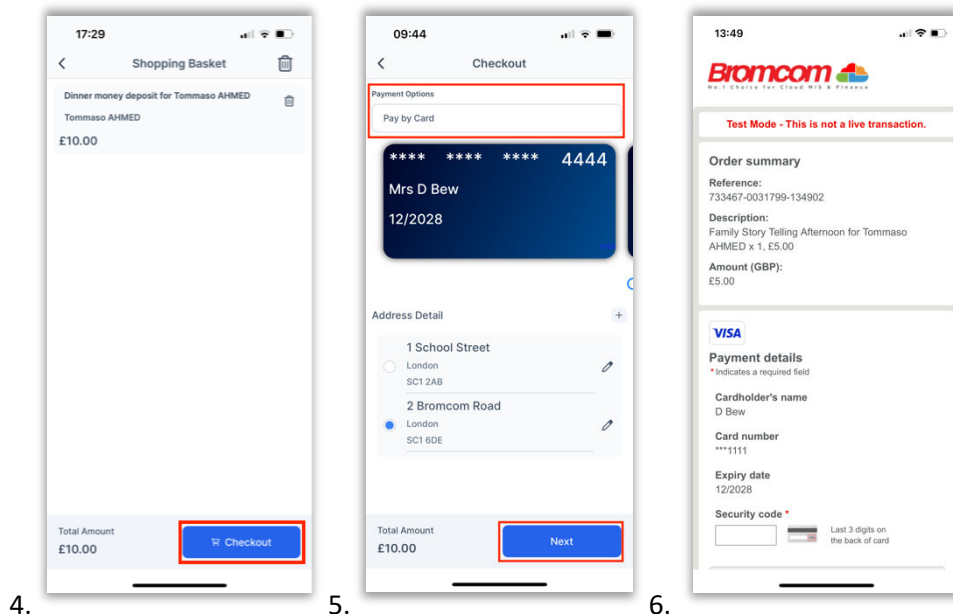 17:29
Shopping Basket
Dinner money deposit for Tommaso AHMED
Tommaso AHMED
£10.00
Total Amount
£10.00
Checkout
4.
09:44
Checkout
Payment Options
Pay by Card
**** **** **** 4444
Mrs D Bew
12/2028
Address Detail
+
1 School Street
London
SC1 2AB
2 Bromcom Road
London
SC1 6DE
Total Amount
£10.00
Next
5.
13:49
Bromcom
No.1 Choice for Cloud MIS & Finance
Test Mode - This is not a live transaction.
Order summary
Reference:
733467-0031799-134902
Description:
Family Story Telling Afternoon for Tommaso
AHMED x 1, £5.00
Amount (GBP):
£5.00
VISA
Payment details
* Indicates a required field
Cardholder's name
D Bew
Card number
***1111
Expiry date
12/2028
Security code *
Last 3 digits on
the back of card
6.